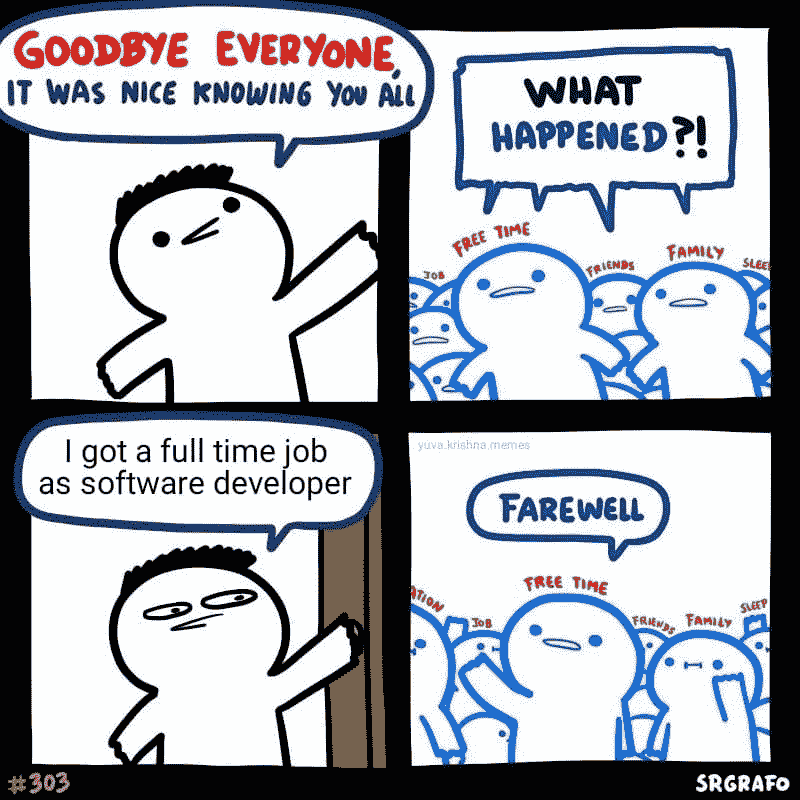 GOODBYE EVERYONE,
IT WAS NICE KNOWING YOU ALL
WHAT
HAPPENED?!
JOB
FREE TIME
FRIENDS
FAMILY
SLEEP
I got a full time job
as software developer
yuva.krishna.memes
FAREWELL
ATION
JOB
FREE TIME
FRIENDS
FAMILY
SLEEP
#303
SRGRAFO